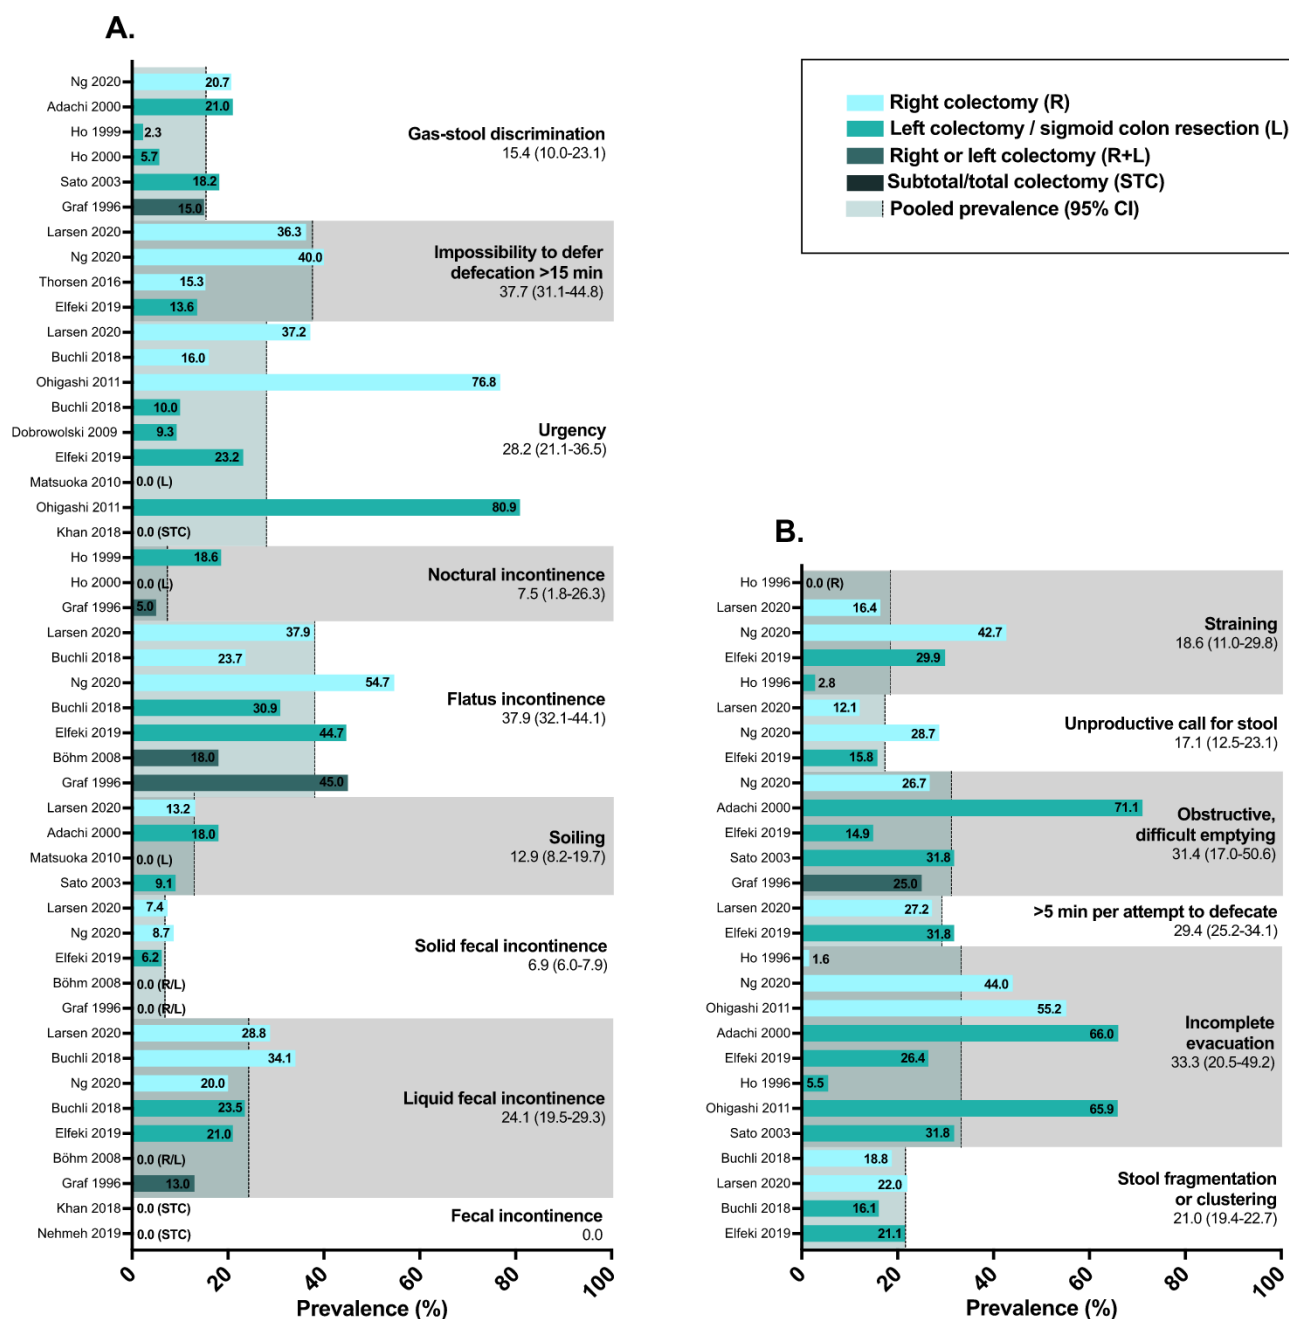 A.
Ng 2020 20.7
Adachi 2000 21.0
Ho 1999 2.3
Ho 2000 5.7
Sato 2003 18.2
Graf 1996 15.0
Gas-stool discrimination
15.4 (10.0-23.1)
Larsen 2020 36.3
Ng 2020 40.0
Thorsen 2016 15.3
Elfeki 2019 13.6
Impossibility to defer
defecation >15 min
37.7 (31.1-44.8)
Larsen 2020 37.2
Buchli 2018 16.0
Ohigashi 2011 76.8
Buchli 2018 10.0
Dobrowolski 2009 9.3
Elfeki 2019 23.2
Matsuoka 2010 0.0 (L)
Ohigashi 2011 80.9
Khan 2018 0.0 (STC)
Urgency
28.2 (21.1-36.5)
Ho 1999 18.6
Ho 2000 0.0 (L)
Graf 1996 5.0
Noctural incontinence
7.5 (1.8-26.3)
Larsen 2020 37.9
Buchli 2018 23.7
Ng 2020 54.7
Buchli 2018 30.9
Elfeki 2019 44.7
Böhm 2008 18.0
Graf 1996 45.0
Flatus incontinence
37.9 (32.1-44.1)
Larsen 2020 13.2
Adachi 2000 18.0
Matsuoka 2010 0.0 (L)
Sato 2003 9.1
Soiling
12.9 (8.2-19.7)
Larsen 2020 7.4
Ng 2020 8.7
Elfeki 2019 6.2
Böhm 2008 0.0 (R/L)
Graf 1996 0.0 (R/L)
Solid fecal incontinence
6.9 (6.0-7.9)
Larsen 2020 28.8
Buchli 2018 34.1
Ng 2020 20.0
Buchli 2018 23.5
Elfeki 2019 21.0
Böhm 2008 0.0 (R/L)
Graf 1996 13.0
Liquid fecal incontinence
24.1 (19.5-29.3)
Khan 2018 0.0 (STC)
Nehmeh 2019 0.0 (STC)
Fecal incontinence
0.0
0 20 40 60 80 100
Prevalence (%)
Right colectomy (R)
Left colectomy / sigmoid colon resection (L)
Right or left colectomy (R+L)
Subtotal/total colectomy (STC)
Pooled prevalence (95% CI)
B.
Ho 1996 0.0 (R)
Larsen 2020 16.4
Ng 2020 42.7
Elfeki 2019 29.9
Ho 1996 2.8
Straining
18.6 (11.0-29.8)
Larsen 2020 12.1
Ng 2020 28.7
Elfeki 2019 15.8
Unproductive call for stool
17.1 (12.5-23.1)
Ng 2020 26.7
Adachi 2000 71.1
Elfeki 2019 14.9
Sato 2003 31.8
Graf 1996 25.0
Obstructive,
difficult emptying
31.4 (17.0-50.6)
Larsen 2020 27.2
Elfeki 2019 31.8
>5 min per attempt to defecate
29.4 (25.2-34.1)
Ho 1996 1.6
Ng 2020 44.0
Ohigashi 2011 55.2
Adachi 2000 66.0
Elfeki 2019 26.4
Ho 1996 5.5
Ohigashi 2011 65.9
Sato 2003 31.8
Incomplete
evacuation
33.3 (20.5-49.2)
Buchli 2018 18.8
Larsen 2020 22.0
Buchli 2018 16.1
Elfeki 2019 21.1
Stool fragmentation
or clustering
21.0 (19.4-22.7)
0 20 40 60 80 100
Prevalence (%)